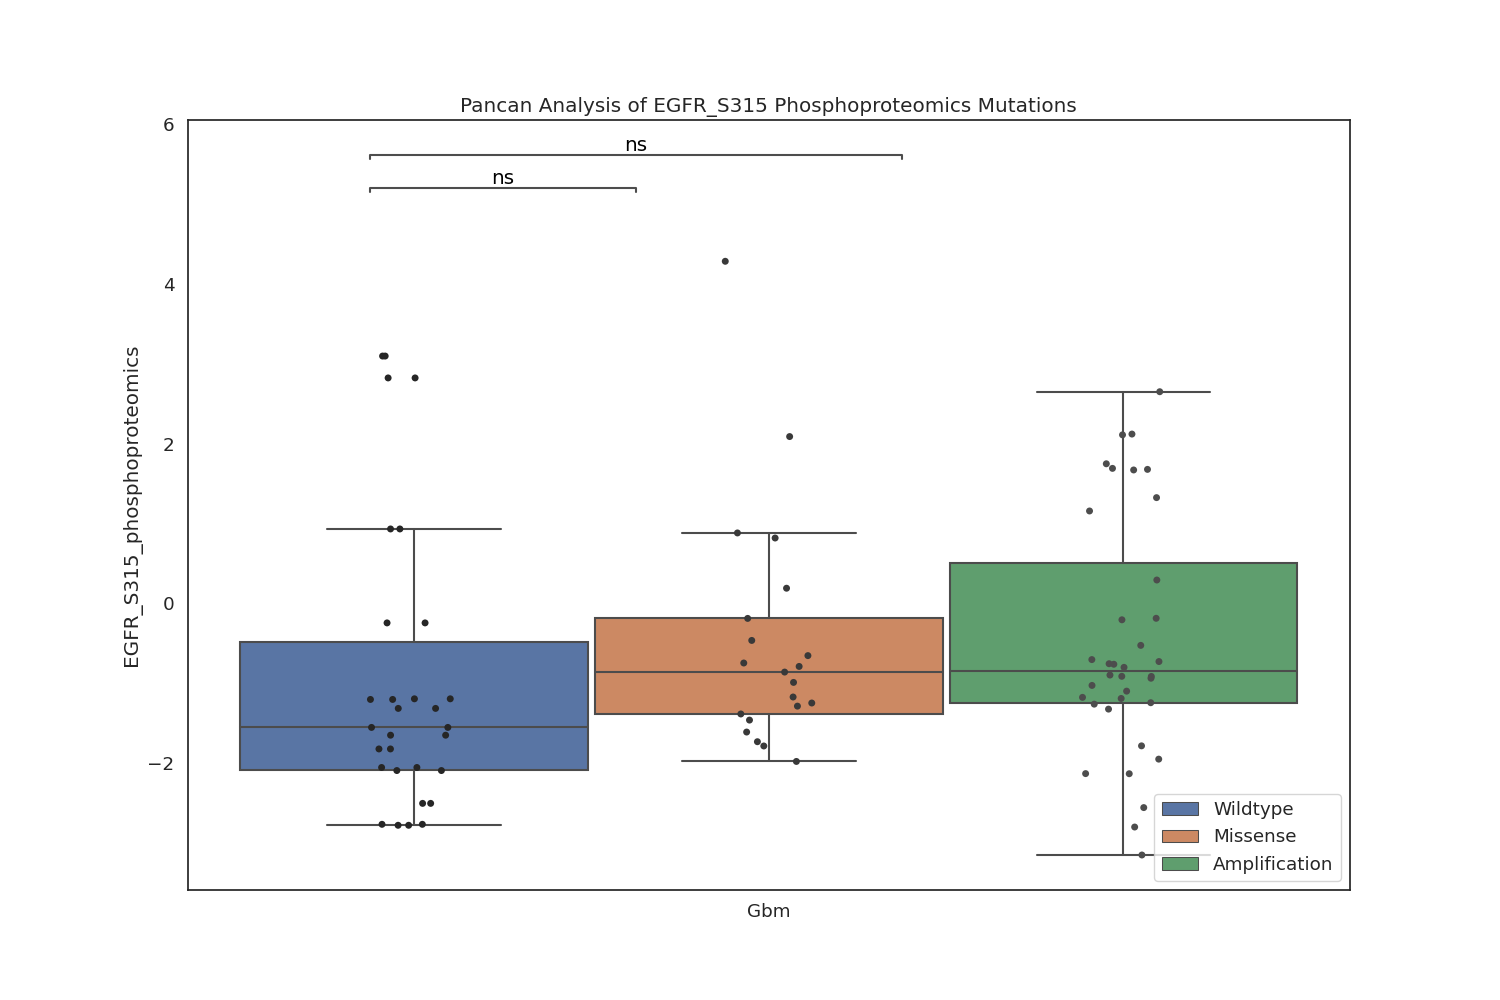 Pancan Analysis of EGFR_S315 Phosphoproteomics Mutations
6
ns
ns
4
2
0
−2
EGFR_S315_phosphoproteomics
Wildtype
Missense
Amplification
Gbm